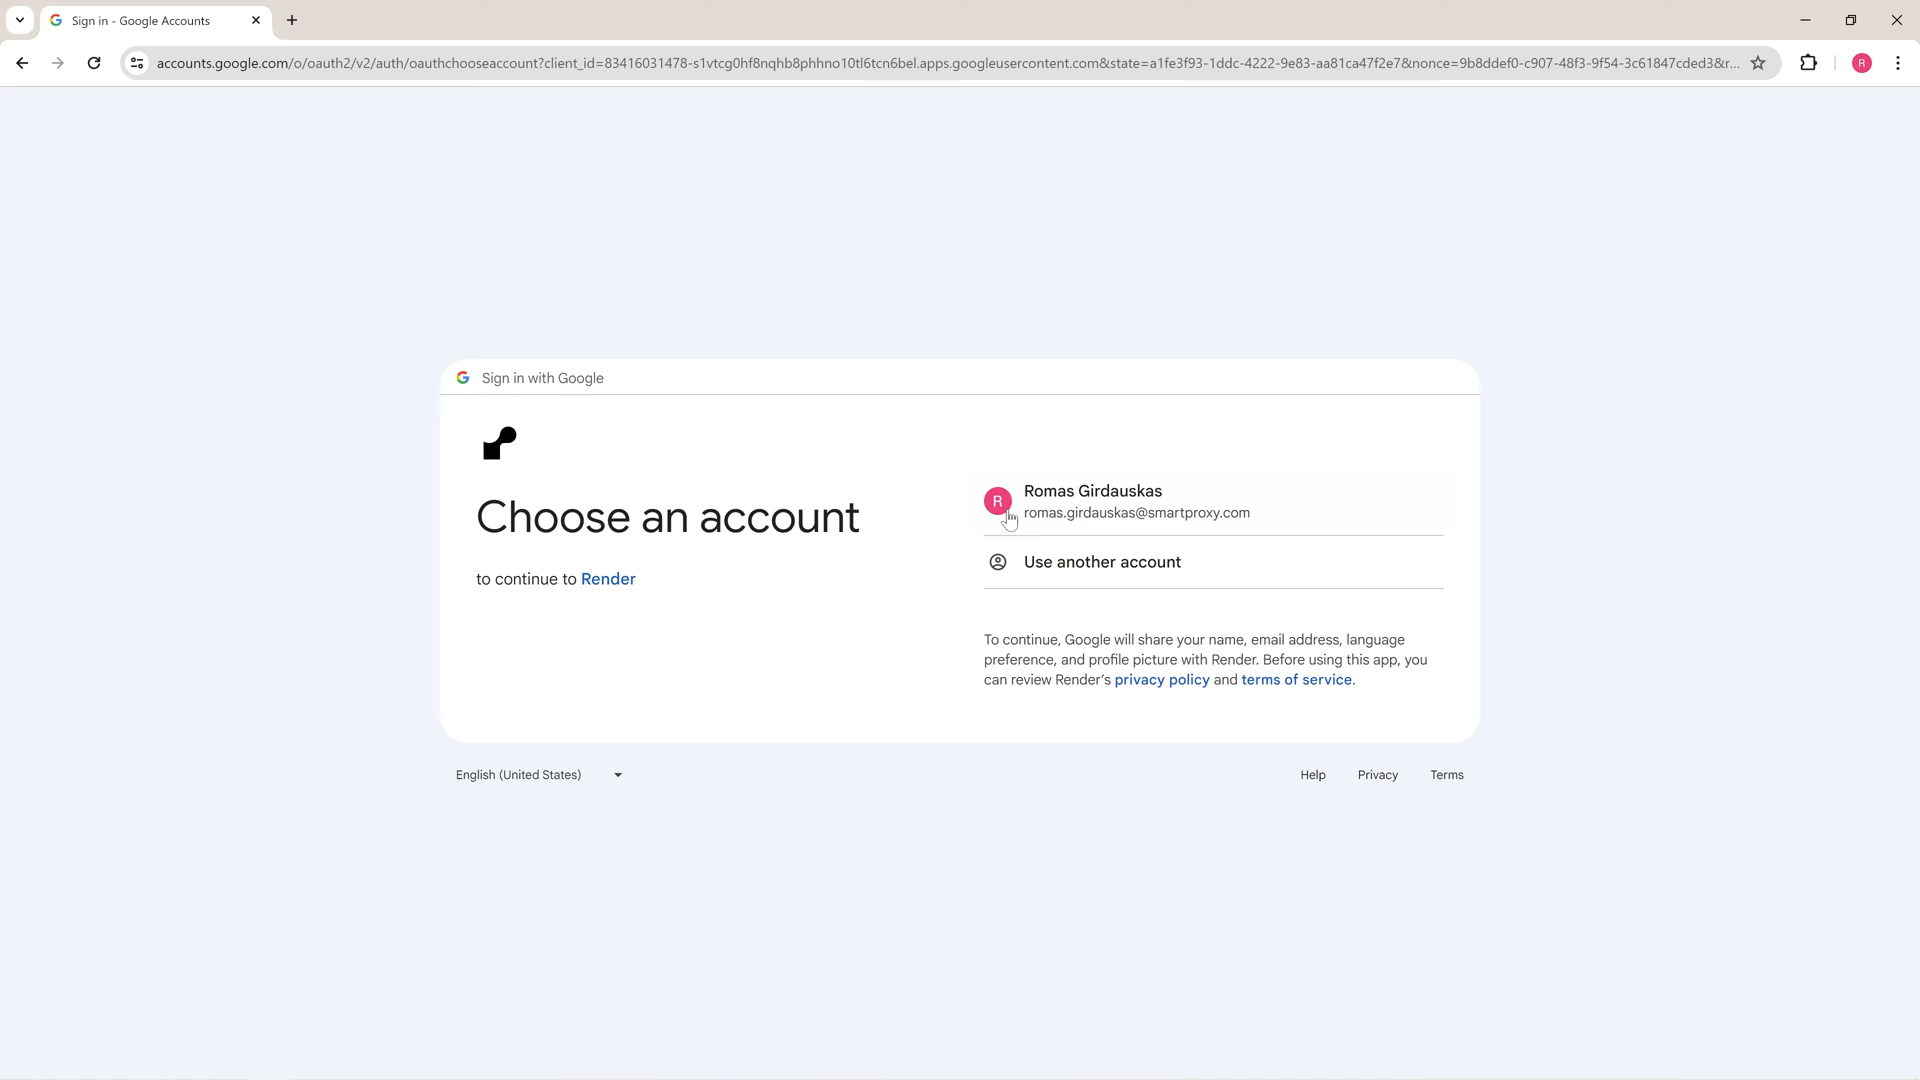 Sign in - Google Accounts
accounts.google.com/o/oauth2/v2/auth/oauthchooseaccount?client_id=83416031478-s1vtcg0hf8nqhb8phhno10tl6tcn6bel.apps.googleusercontent.com&state=a1fe3f93-1ddc-4222-9e83-aa81ca47f2e7&nonce=9b8ddef0-c907-48f3-9f54-3c61847cded3&r...
R
Sign in with Google
Choose an account
to continue to Render
R
Romas Girdauskas
romas.girdauskas@smartproxy.com
Use another account
To continue, Google will share your name, email address, language
preference, and profile picture with Render. Before using this app, you
can review Render's privacy policy and terms of service.
English (United States)
Help
Privacy
Terms